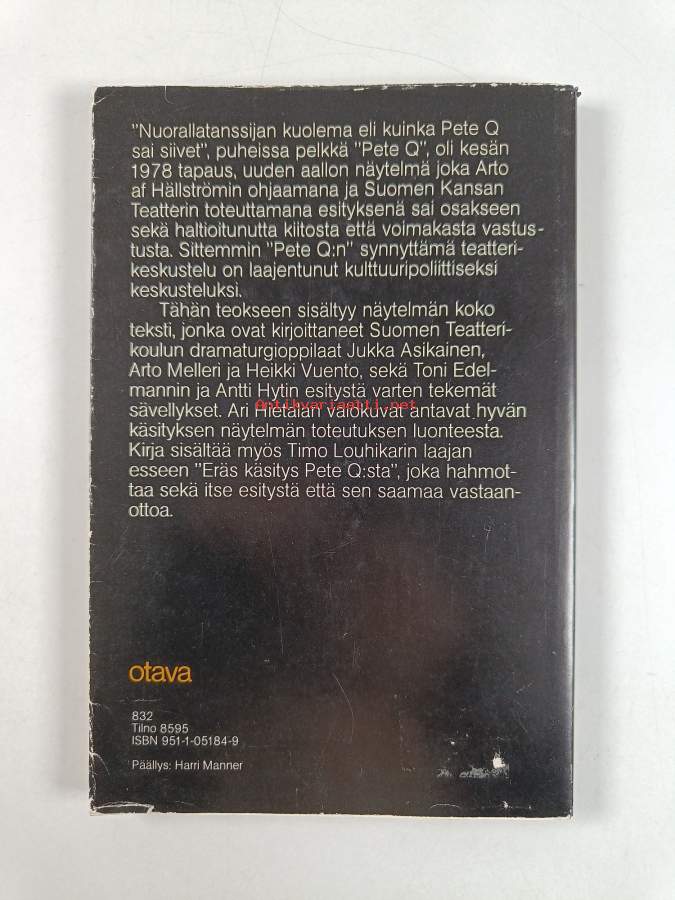 "Nuorallatanssijan kuolema eli kuinka Pete Q
sai siivet", puheissa pelkkä "Pete Q", oli kesän
1978 tapaus, uuden aallon näytelmä joka Arto
af Hällströmin ohjaamana ja Suomen Kansan
Teatterin toteuttamana esityksenä sai osakseen
sekä haltioitunutta kiitosta että voimakasta vastus-
tusta. Sittemmin "Pete Q:n" synnyttämä teatteri-
keskustelu on laajentunut kulttuuripoliittiseksi
keskusteluksi.
Tähän teokseen sisältyy näytelmän koko
teksti, jonka ovat kirjoittaneet Suomen Teatteri-
koulun dramaturgioppilaat Jukka Asikainen,
Arto Melleri ja Heikki Vuento, sekä Toni Edel-
mannin ja Antti Hytin esitystä varten tekemät
sävellykset. Ari Hietalan valokuvat antavat hyvän
Antikvariaatti.net
käsityksen näytelmän toteutuksen luonteesta.
Kirja sisältää myös Timo Louhikarin laajan
esseen "Eräs käsitys Pete Q:sta", joka hahmot-
taa sekä itse esitystä että sen saamaa vastaan-
ottoa.
otava
832
Tilno 8595
ISBN 951-1-05184-9
Päällys: Harri Manner